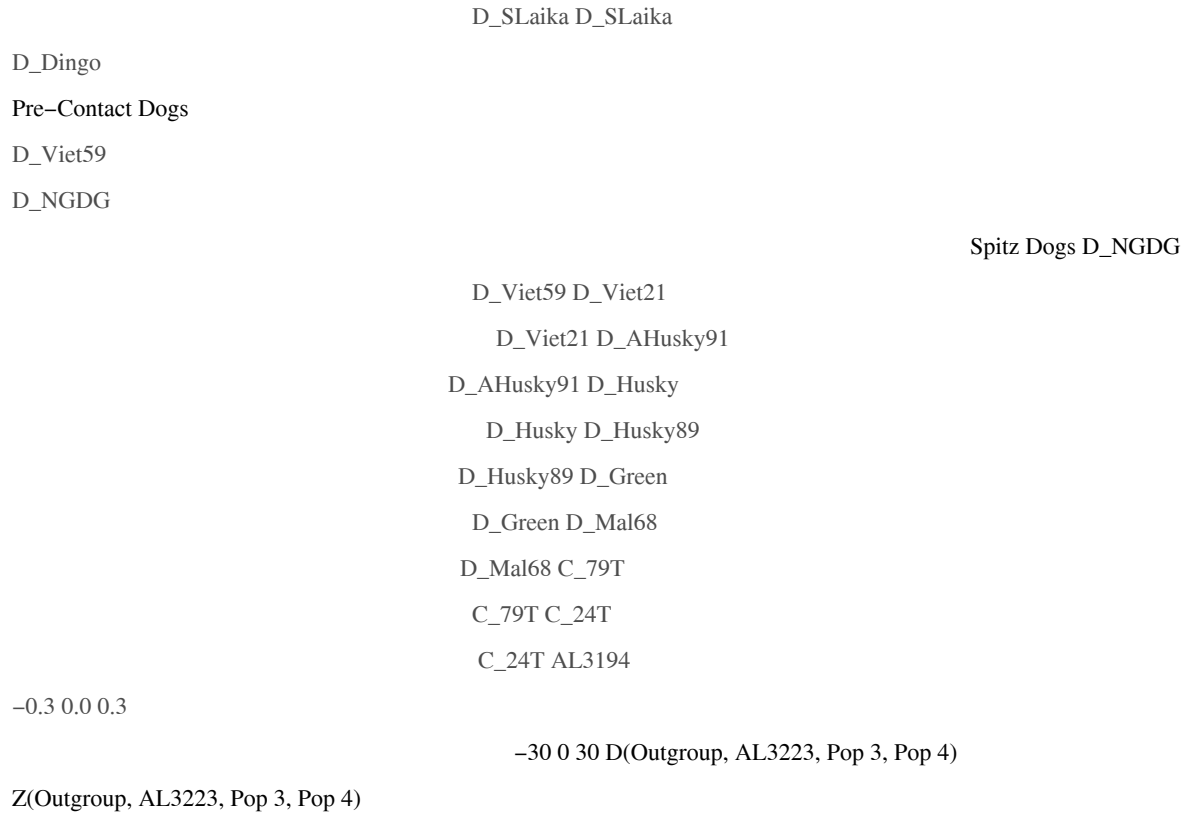 D_SLaika D_SLaika
D_Dingo
Pre−Contact Dogs
D_Viet59
D_NGDG
Spitz Dogs D_NGDG
D_Viet59 D_Viet21
D_Viet21 D_AHusky91
D_AHusky91 D_Husky
D_Husky D_Husky89
D_Husky89 D_Green
D_Green D_Mal68
D_Mal68 C_79T
C_79T C_24T
C_24T AL3194
−0.3 0.0 0.3
−30 0 30 D(Outgroup, AL3223, Pop 3, Pop 4)
Z(Outgroup, AL3223, Pop 3, Pop 4)